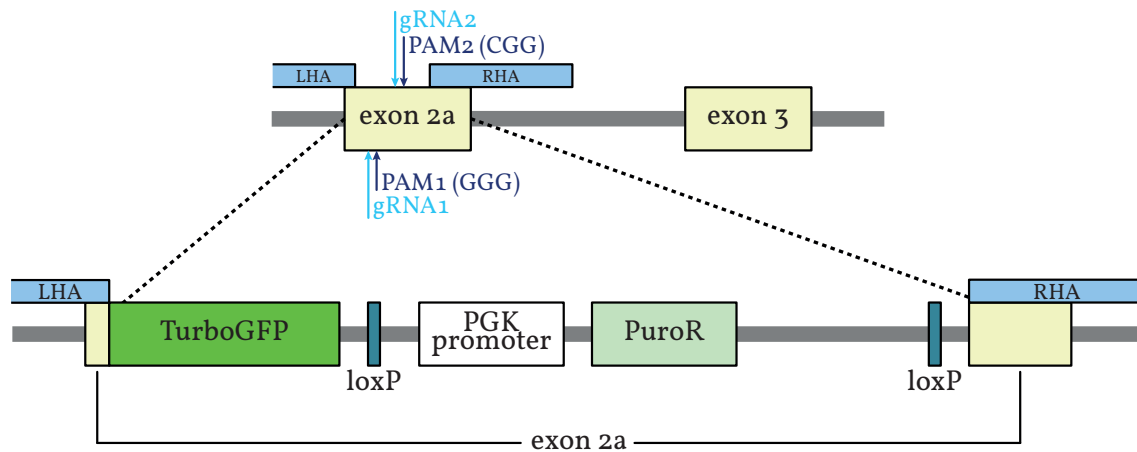 gRNA2
PAM2 (CGG)
LHA
RHA
exon 2a
exon 3
PAM1 (GGG)
gRNA1
LHA
RHA
TurboGFP
PGK
promoter
PuroR
loxP
loxP
exon 2a